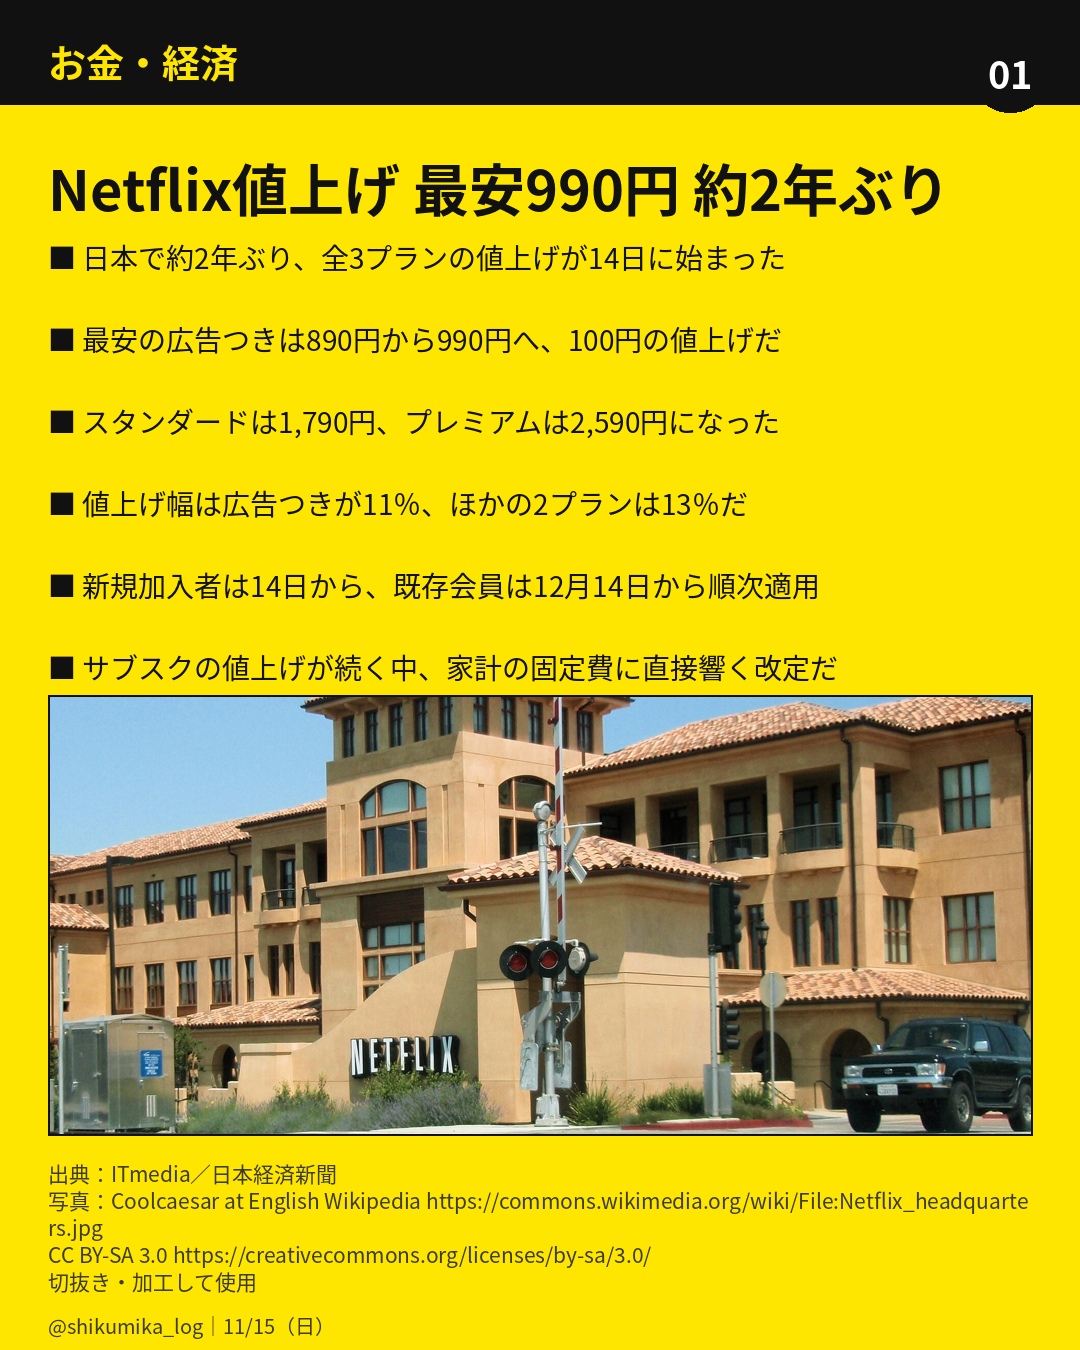 お金・経済
01
Netflix値上げ 最安990円 約2年ぶり
■ 日本で約2年ぶり、全3プランの値上げが14日に始まった
■ 最安の広告つきは890円から990円へ、100円の値上げだ
■ スタンダードは1,790円、プレミアムは2,590円になった
■ 値上げ幅は広告つきが11%、ほかの2プランは13%だ
■ 新規加入者は14日から、既存会員は12月14日から順次適用
■ サブスクの値上げが続く中、家計の固定費に直接響く改定だ
NETFLIX
出典：ITmedia／日本経済新聞
写真：Coolcaesar at English Wikipedia https://commons.wikimedia.org/wiki/File:Netflix_headquarte
rs.jpg
CC BY-SA 3.0 https://creativecommons.org/licenses/by-sa/3.0/
切抜き・加工して使用
@shikumika_log｜11/15（日）